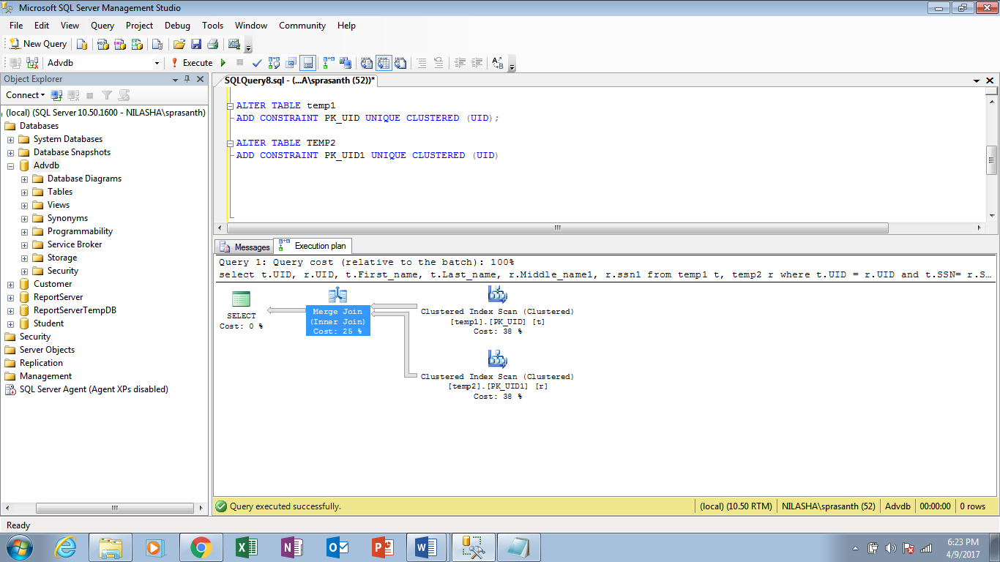 Microsoft SQL Server Management Studio
File Edit View Query Project Debug Tools Window Community Help
New Query
Advdb Execute
Object Explorer
Connect
(local) (SQL Server 10.50.1600 - NILASHA\sprasanth)
Databases
System Databases
Database Snapshots
Advdb
Database Diagrams
Tables
Views
Synonyms
Programmability
Service Broker
Storage
Security
Customer
ReportServer
ReportServerTempDB
Student
Security
Server Objects
Replication
Management
SQL Server Agent (Agent XPs disabled)
SQLQuery8.sql - (...A\sprasanth (52))*
ALTER TABLE temp1
ADD CONSTRAINT PK_UID UNIQUE CLUSTERED (UID);
ALTER TABLE TEMP2
ADD CONSTRAINT PK_UID1 UNIQUE CLUSTERED (UID)
Messages Execution plan
Query 1: Query cost (relative to the batch): 100%
select t.UID, r.UID, t.First_name, t.Last_name, r.Middle_name1, r.ssn1 from temp1 t, temp2 r where t.UID = r.UID and t.SSN= r.S...
SELECT
Cost: 0 %
Merge Join
(Inner Join)
Cost: 25 %
Clustered Index Scan (Clustered)
[temp1].[PK_UID] [t]
Cost: 38 %
Clustered Index Scan (Clustered)
[temp2].[PK_UID1] [r]
Cost: 38 %
Query executed successfully. (local) (10.50 RTM) NILASHA\sprasanth (52) Advdb 00:00:00 0 rows
Ready
6:23 PM
4/9/2017